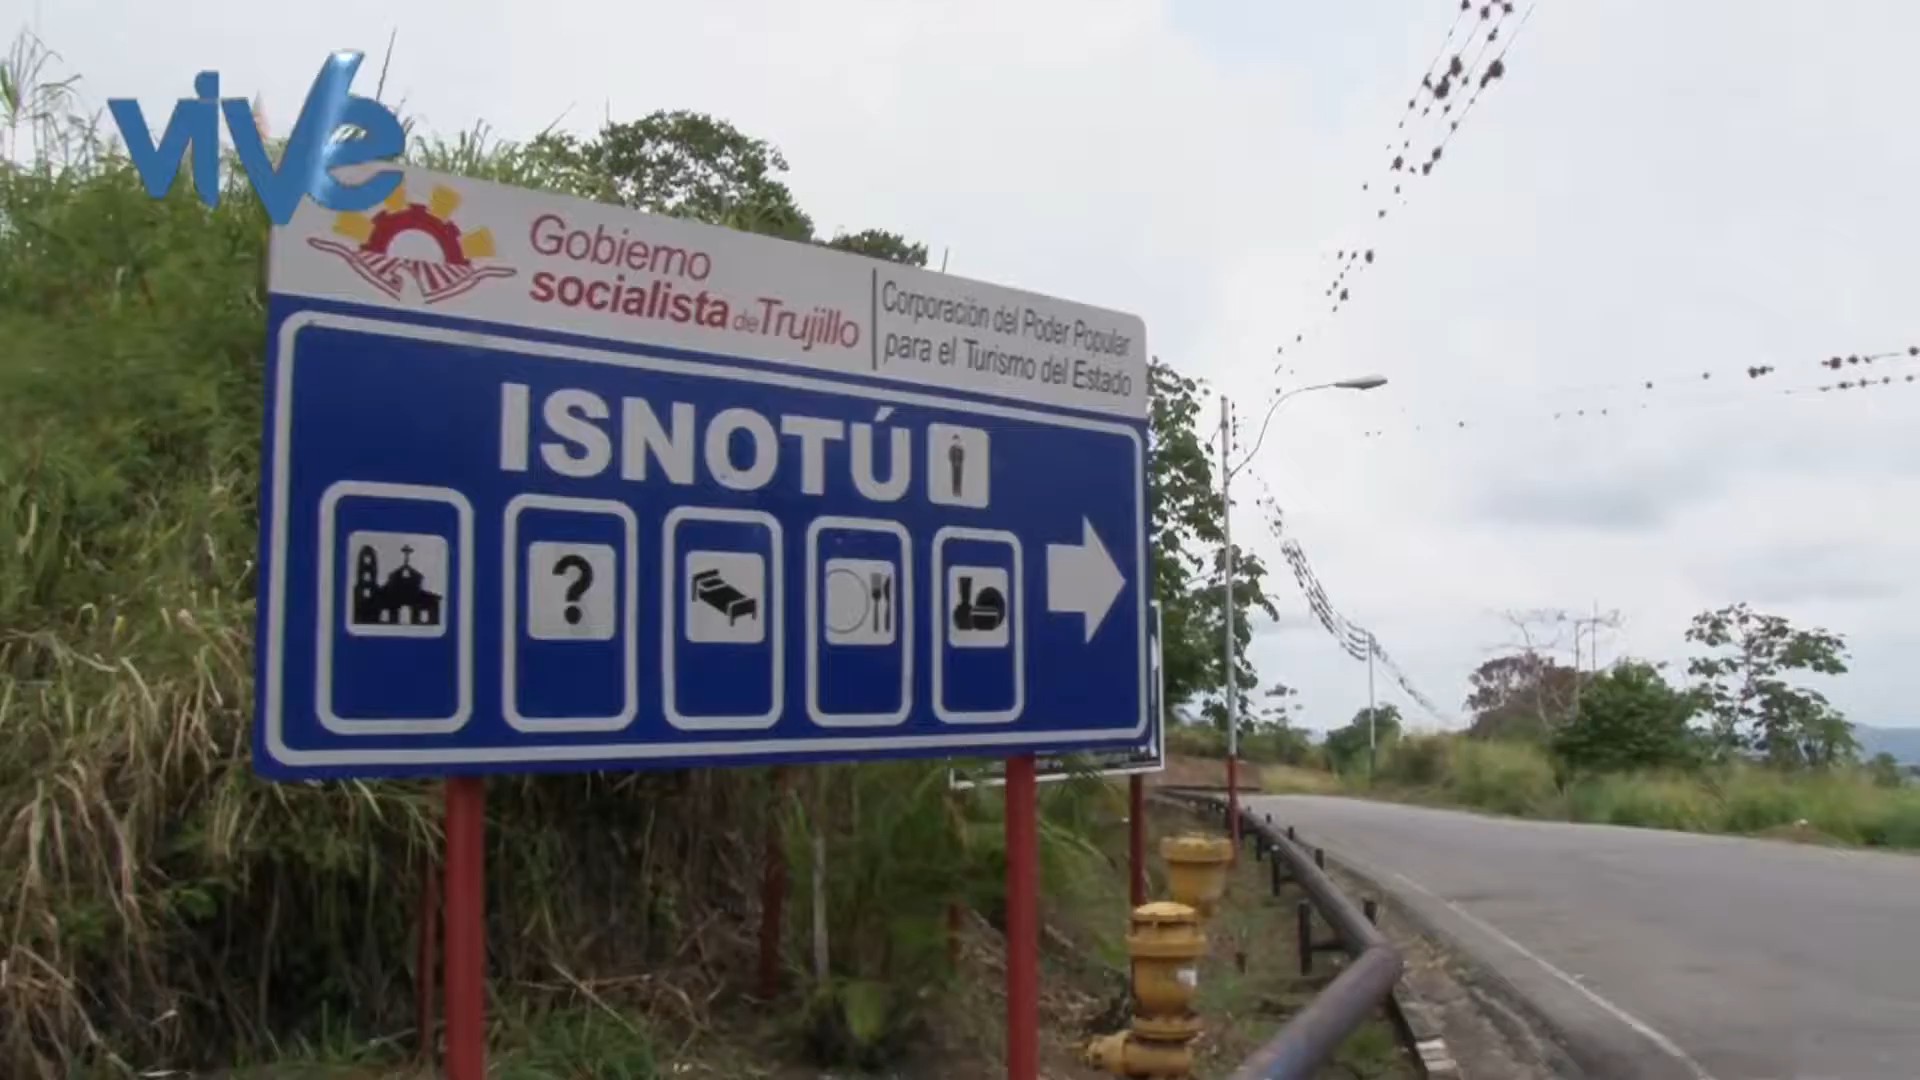 vive
Gobierno
socialista de Trujillo
Corporación del Poder Popular
para el Turismo del Estado
ISNOTÚ
?